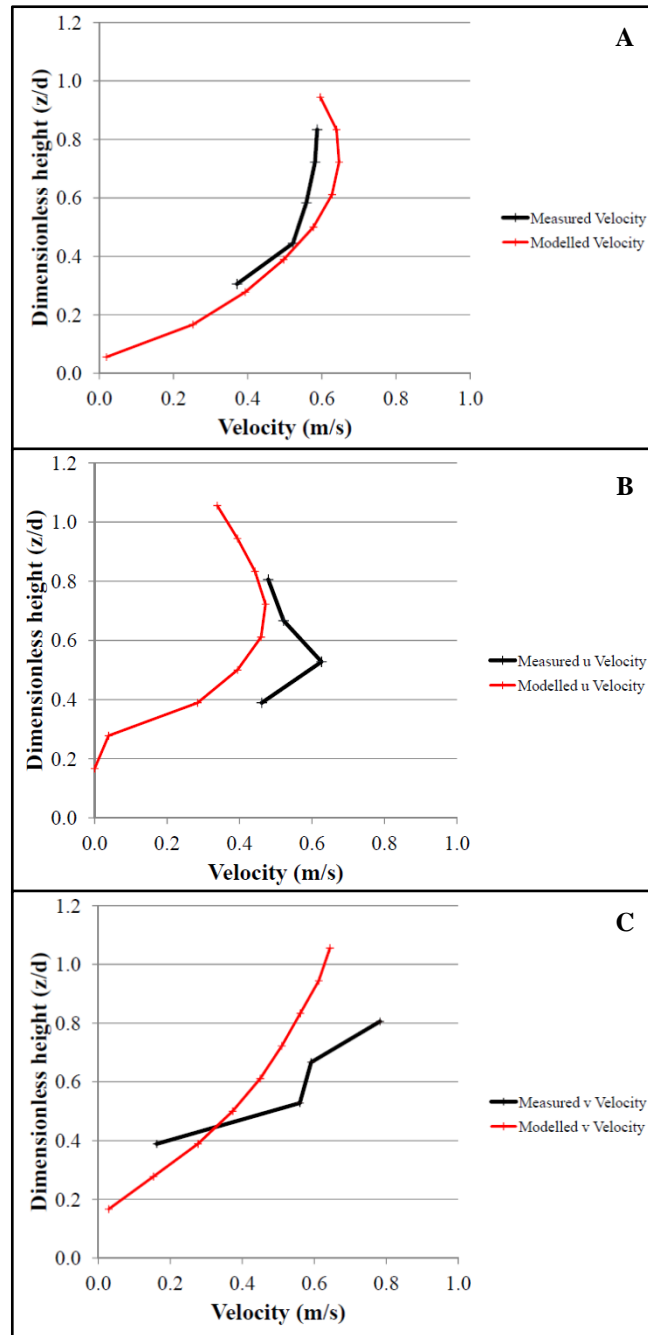 A
1.2
1.0
0.8
0.6
0.4
0.2
0.0
Dimensionless height (z/d)
0.0 0.2 0.4 0.6 0.8 1.0
Velocity (m/s)
Measured Velocity
Modelled Velocity
B
1.2
1.0
0.8
0.6
0.4
0.2
0.0
Dimensionless height (z/d)
0.0 0.2 0.4 0.6 0.8 1.0
Velocity (m/s)
Measured u Velocity
Modelled u Velocity
C
1.2
1.0
0.8
0.6
0.4
0.2
0.0
Dimensionless height (z/d)
0.0 0.2 0.4 0.6 0.8 1.0
Velocity (m/s)
Measured v Velocity
Modelled v Velocity